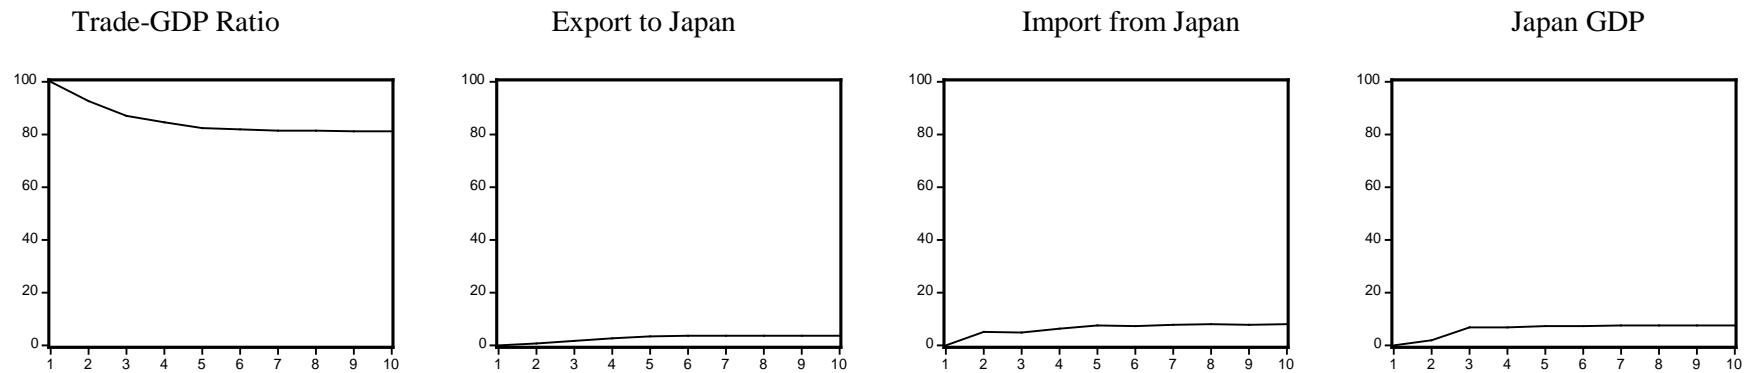 Trade-GDP Ratio Export to Japan Import from Japan Japan GDP
100 100 100 100
80 80 80 80
60 60 60 60
40 40 40 40
20 20 20 20
0 0 0 0
1 2 3 4 5 6 7 8 9 10 1 2 3 4 5 6 7 8 9 10 1 2 3 4 5 6 7 8 9 10 1 2 3 4 5 6 7 8 9 10